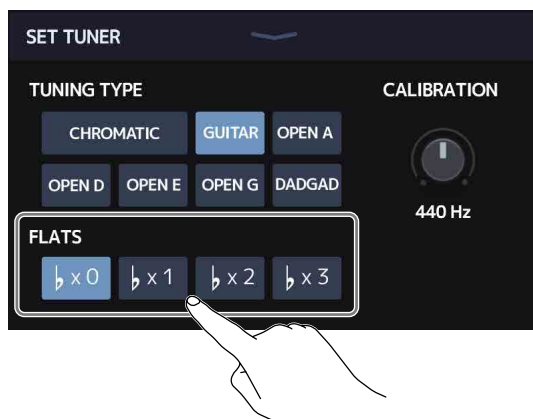 SET TUNER
TUNING TYPE
CALIBRATION
CHROMATIC GUITAR OPEN A
OPEN D OPEN E OPEN G DADGAD
440 Hz
FLATS
♭ x 0 ♭ x 1 ♭ x 2 ♭ x 3